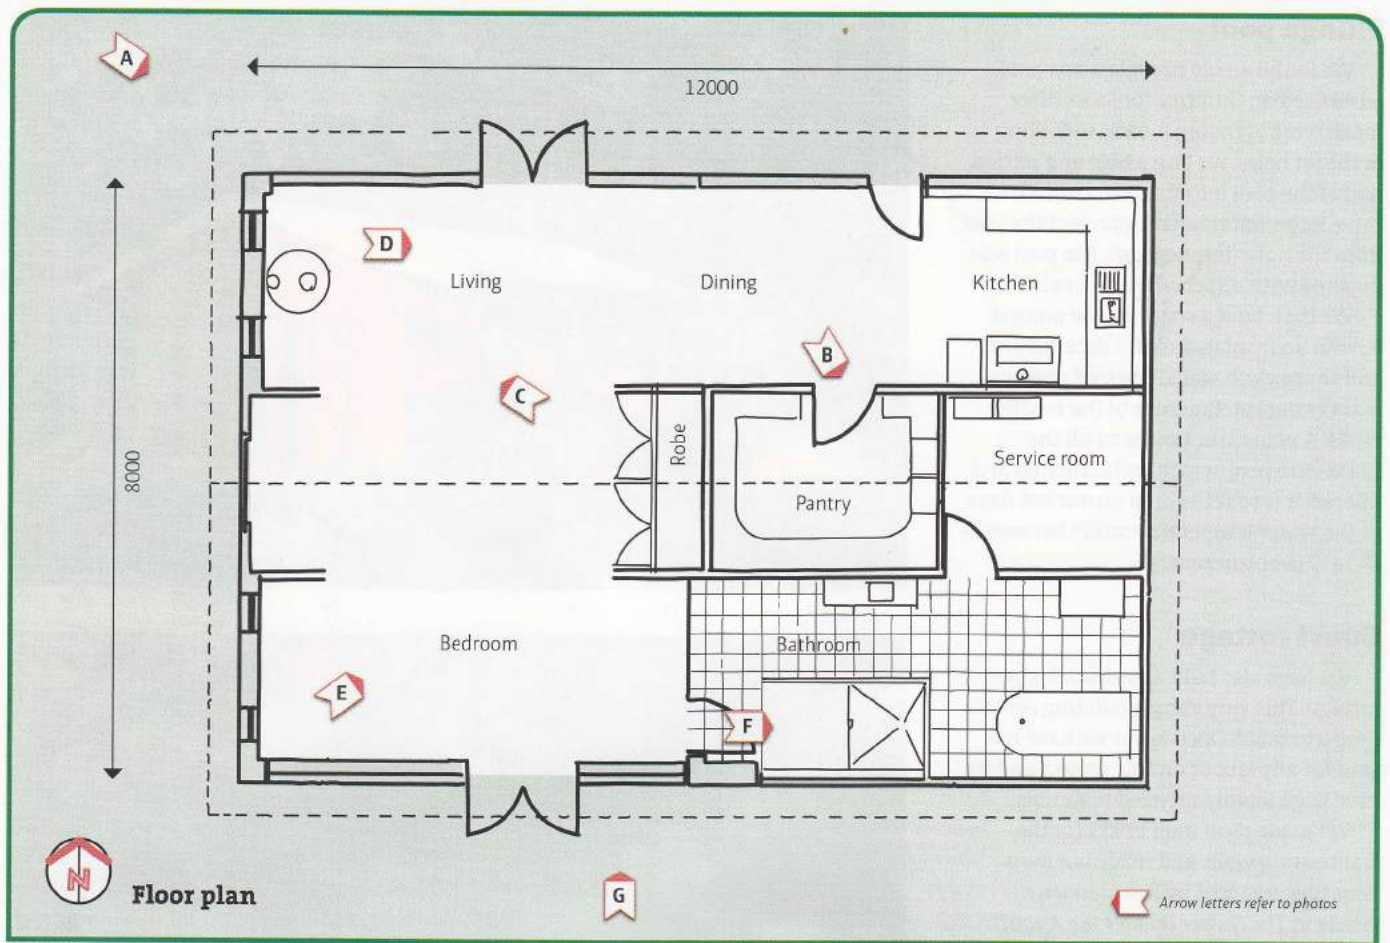 A
12000
D
Living
Dining
Kitchen
B
C
8000
Robe
Pantry
Service room
Bedroom
Bathroom
E
F
N
Floor plan
G
Arrow letters refer to photos